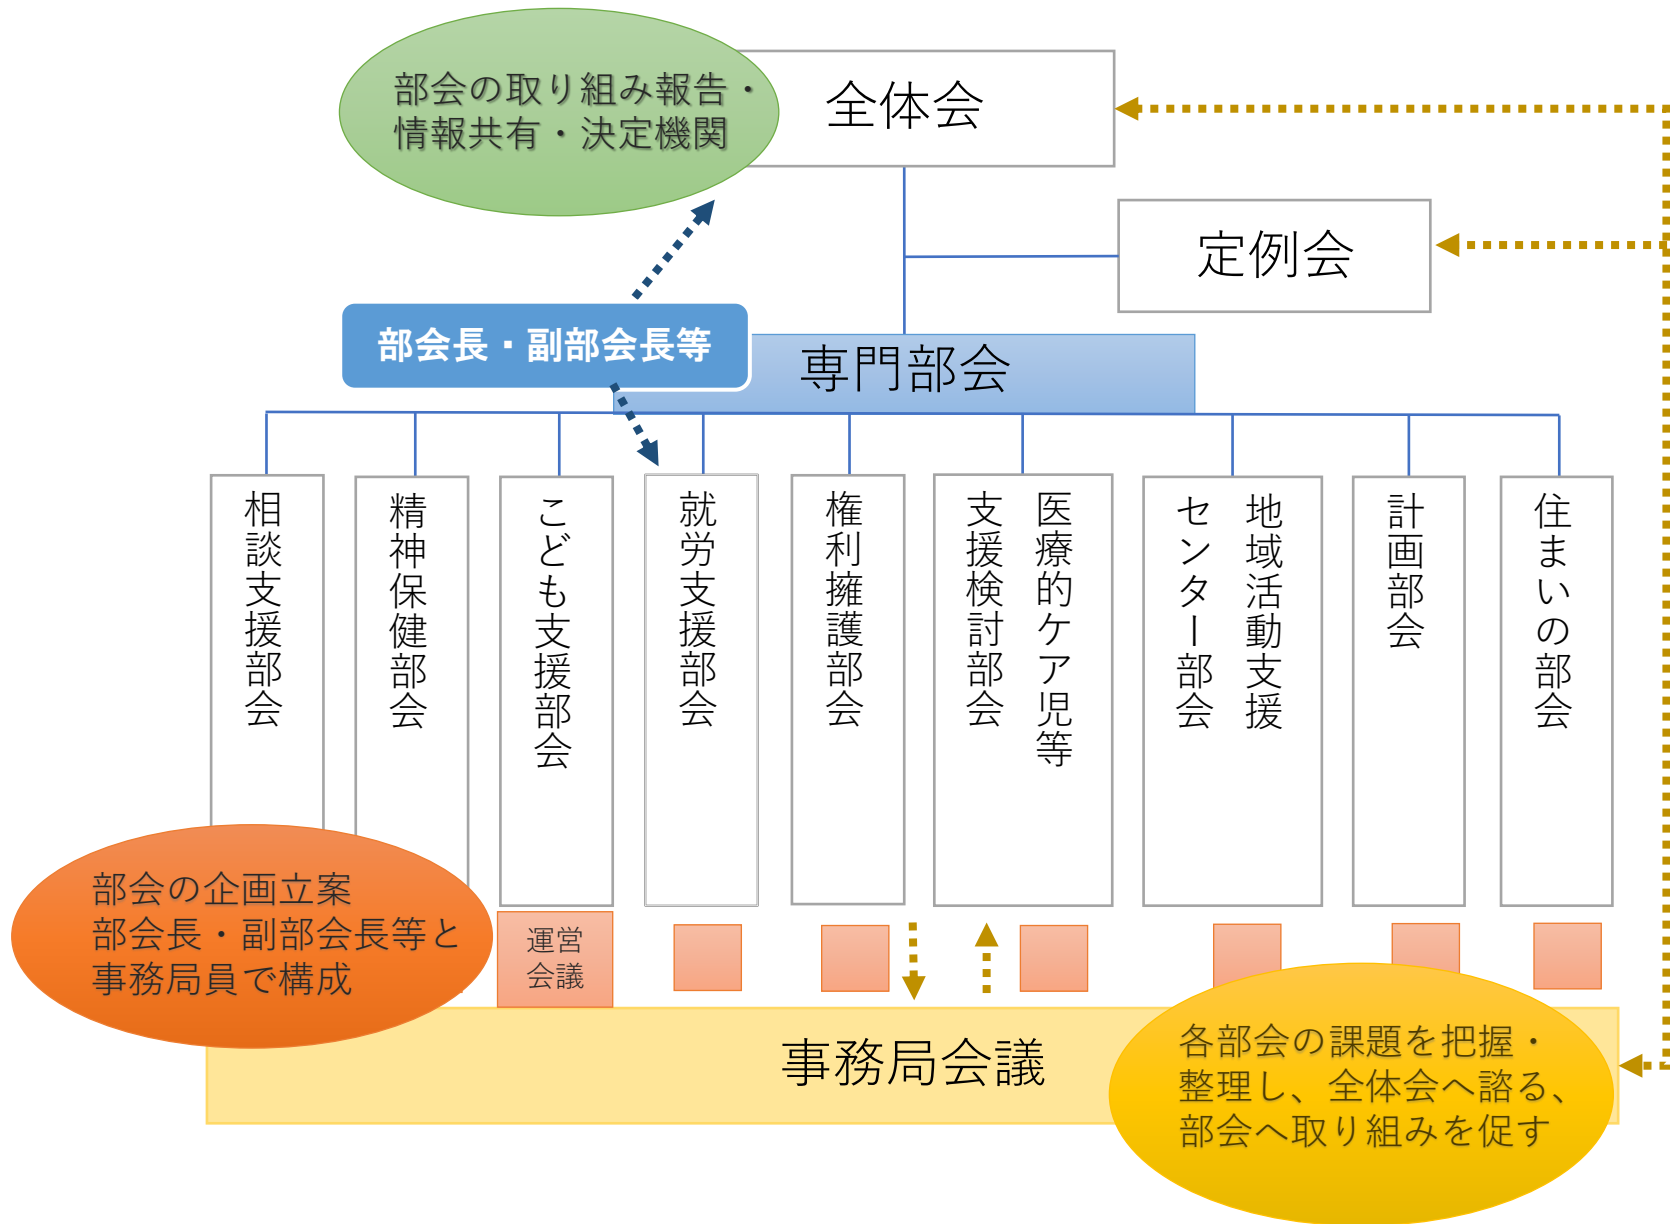 部会の取り組み報告・
情報共有・決定機関
全体会
定例会
部会長・副部会長等
専門部会
相談支援部会
精神保健部会
こども支援部会
就労支援部会
権利擁護部会
医療的ケア児等
支援検討部会
地域活動支援
センター部会
計画部会
住まいの部会
部会の企画立案
部会長・副部会長等と
事務局員で構成
運営
会議
事務局会議
各部会の課題を把握・
整理し、全体会へ諮る、
部会へ取り組みを促す